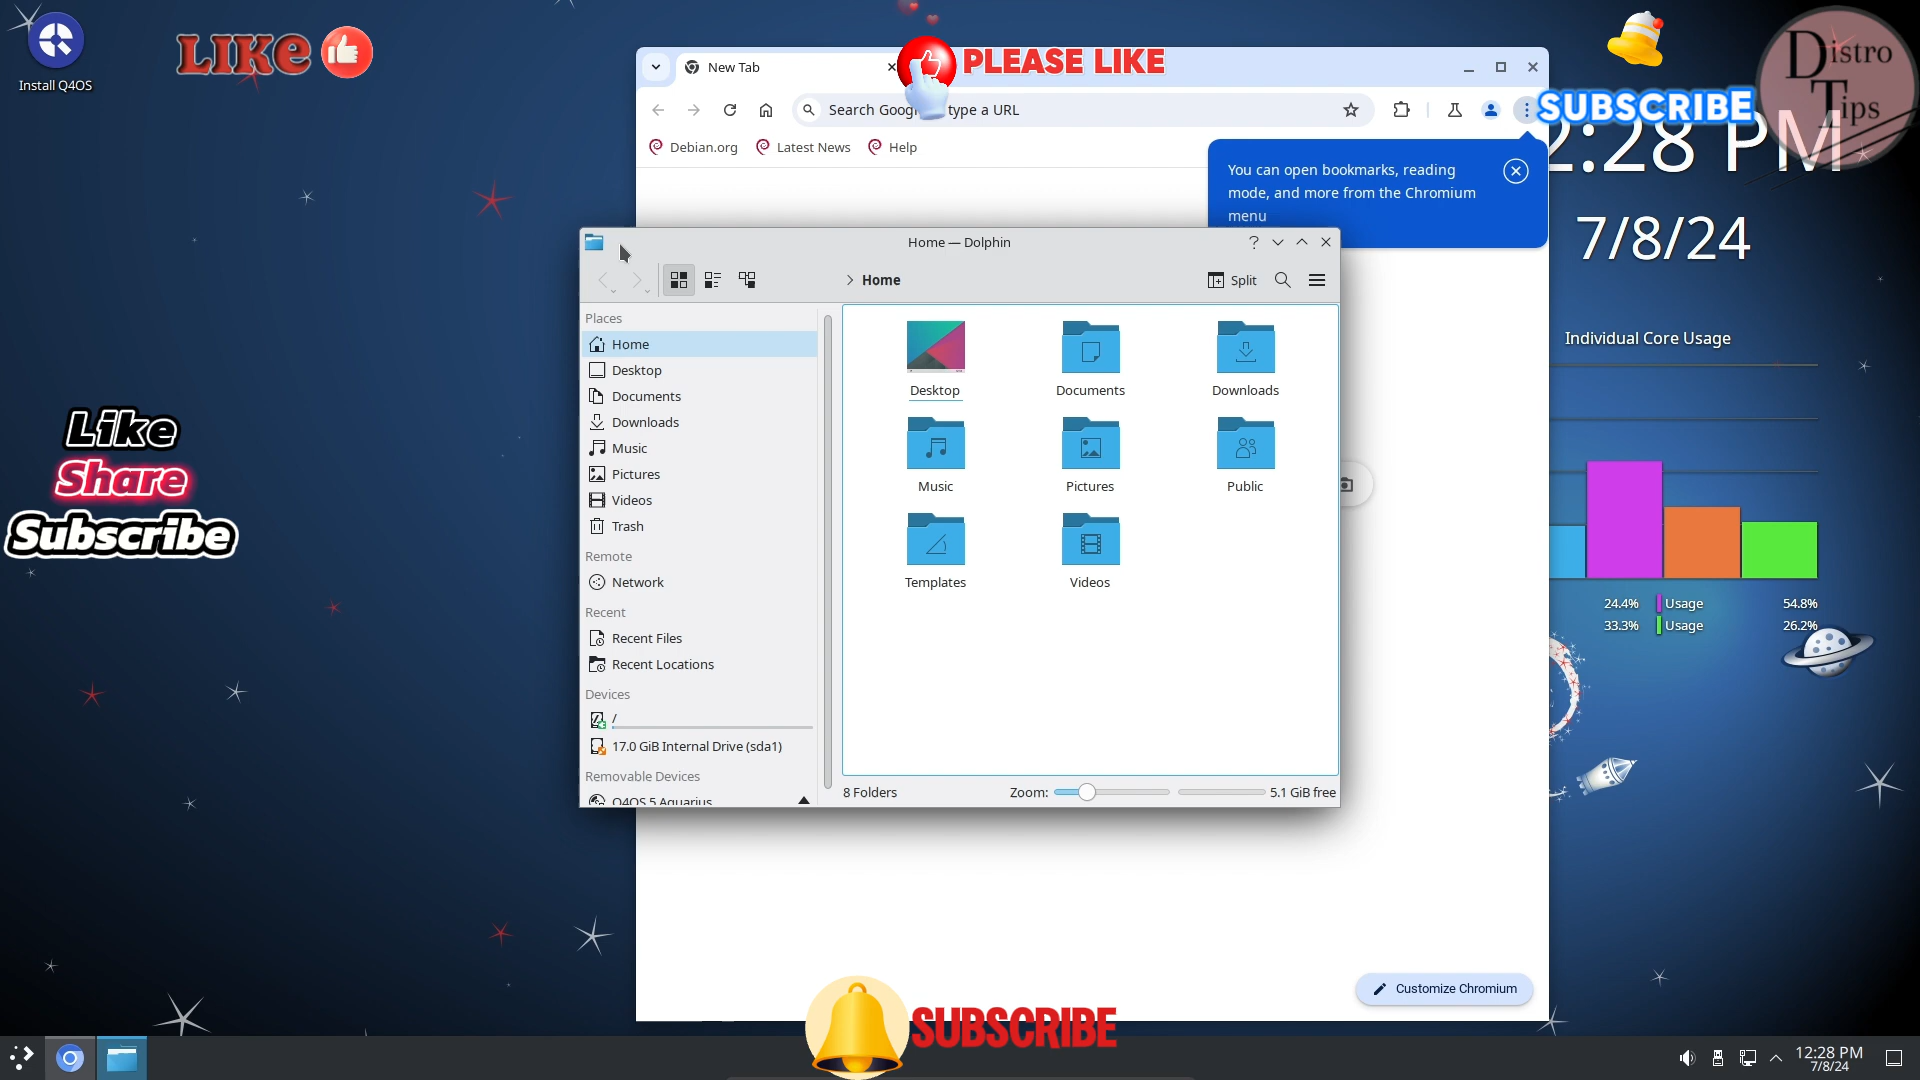 Install Q4OS
LIKE
New Tab
PLEASE LIKE
Search Goog
type a URL
SUBSCRIBE
Distro
Tips
Debian.org
Latest News
Help
You can open bookmarks, reading
mode, and more from the Chromium
menu
2:28 PM
7/8/24
Home — Dolphin
Home
Split
Individual Core Usage
Places
Home
Desktop
Documents
Downloads
Music
Pictures
Videos
Trash
Remote
Network
Recent
Recent Files
Recent Locations
Devices
/
17.0 GiB Internal Drive (sda1)
Removable Devices
Q4OS 5 Aquarius
Desktop
Documents
Downloads
Music
Pictures
Public
Templates
Videos
8 Folders
Zoom:
5.1 GiB free
Like
Share
Subscribe
24.4%
Usage
54.8%
33.3%
Usage
26.2%
Customize Chromium
SUBSCRIBE
12:28 PM
7/8/24